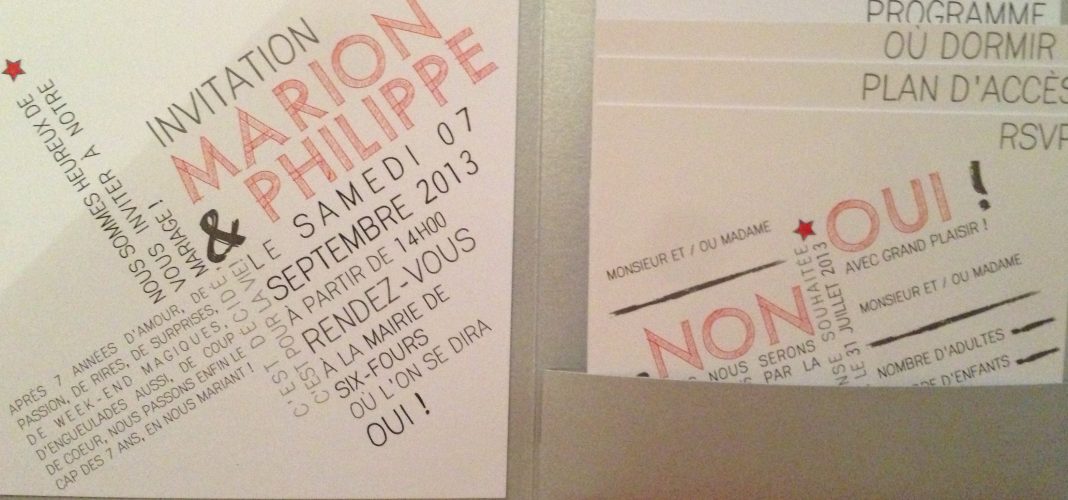 NOUS SOMMES HEUREUX DE
VOUS INVITER A NOTRE
MARIAGE !
INVITATION
MARION
& PHILIPPE
LE SAMEDI 07
SEPTEMBRE 2013
À PARTIR DE 14H00
RENDEZ-VOUS
À LA MAIRIE DE
SIX-FOURS
OÙ L'ON SE DIRA
OUI !
C'EST POUR LA VIE,
C'EST
APRÈS 7 ANNÉES D'AMOUR, DE
PASSION, DE RIRES, DE SURPRISES,
DE WEEK-END MAGIQUES,
D'ENGUEULADES AUSSI, DE COUP
DE COEUR, NOUS PASSONS ENFIN LE
CAP DES 7 ANS, EN NOUS MARIANT !
PROGRAMME
OÙ DORMIR
PLAN D'ACCÈS
RSVP
OUI !
AVEC GRAND PLAISIR !
MONSIEUR ET / OU MADAME
NOMBRE D'ADULTES
D'ENFANTS
SOUHAITÉE
LE 31 JUILLET 2013
MONSIEUR ET / OU MADAME
NON
NOUS SERONS
PAR LA